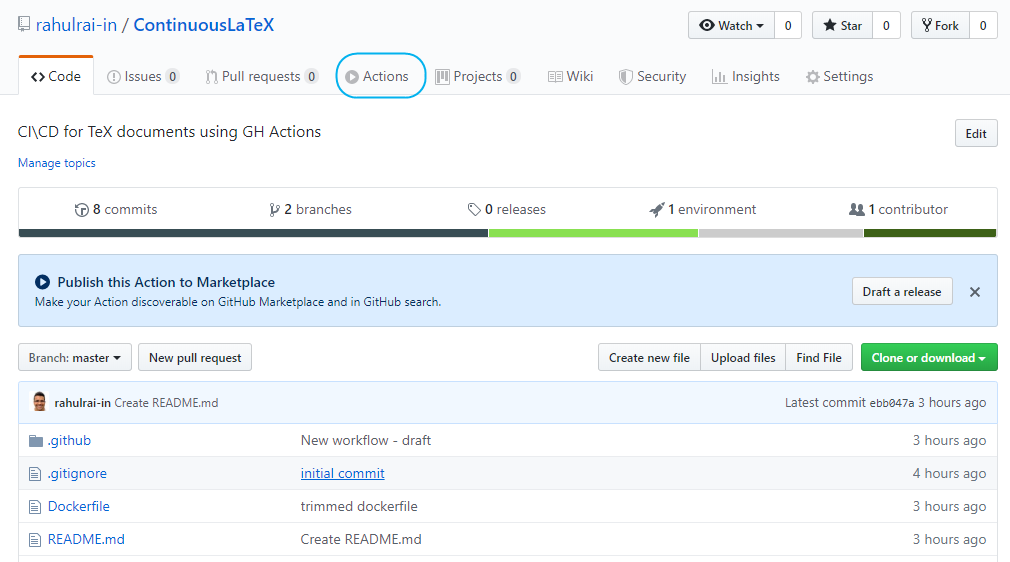 rahulrai-in / ContinuousLaTeX
Watch 0 Star 0 Fork 0
Code Issues 0 Pull requests 0 Actions Projects 0 Wiki Security Insights Settings
CI\CD for TeX documents using GH Actions
Edit
Manage topics
8 commits 2 branches 0 releases 1 environment 1 contributor
Publish this Action to Marketplace
Make your Action discoverable on GitHub Marketplace and in GitHub search.
Draft a release
Branch: master New pull request Create new file Upload files Find File Clone or download
rahulrai-in Create README.md Latest commit ebb047a 3 hours ago
.github New workflow - draft 3 hours ago
.gitignore initial commit 4 hours ago
Dockerfile trimmed dockerfile 3 hours ago
README.md Create README.md 3 hours ago